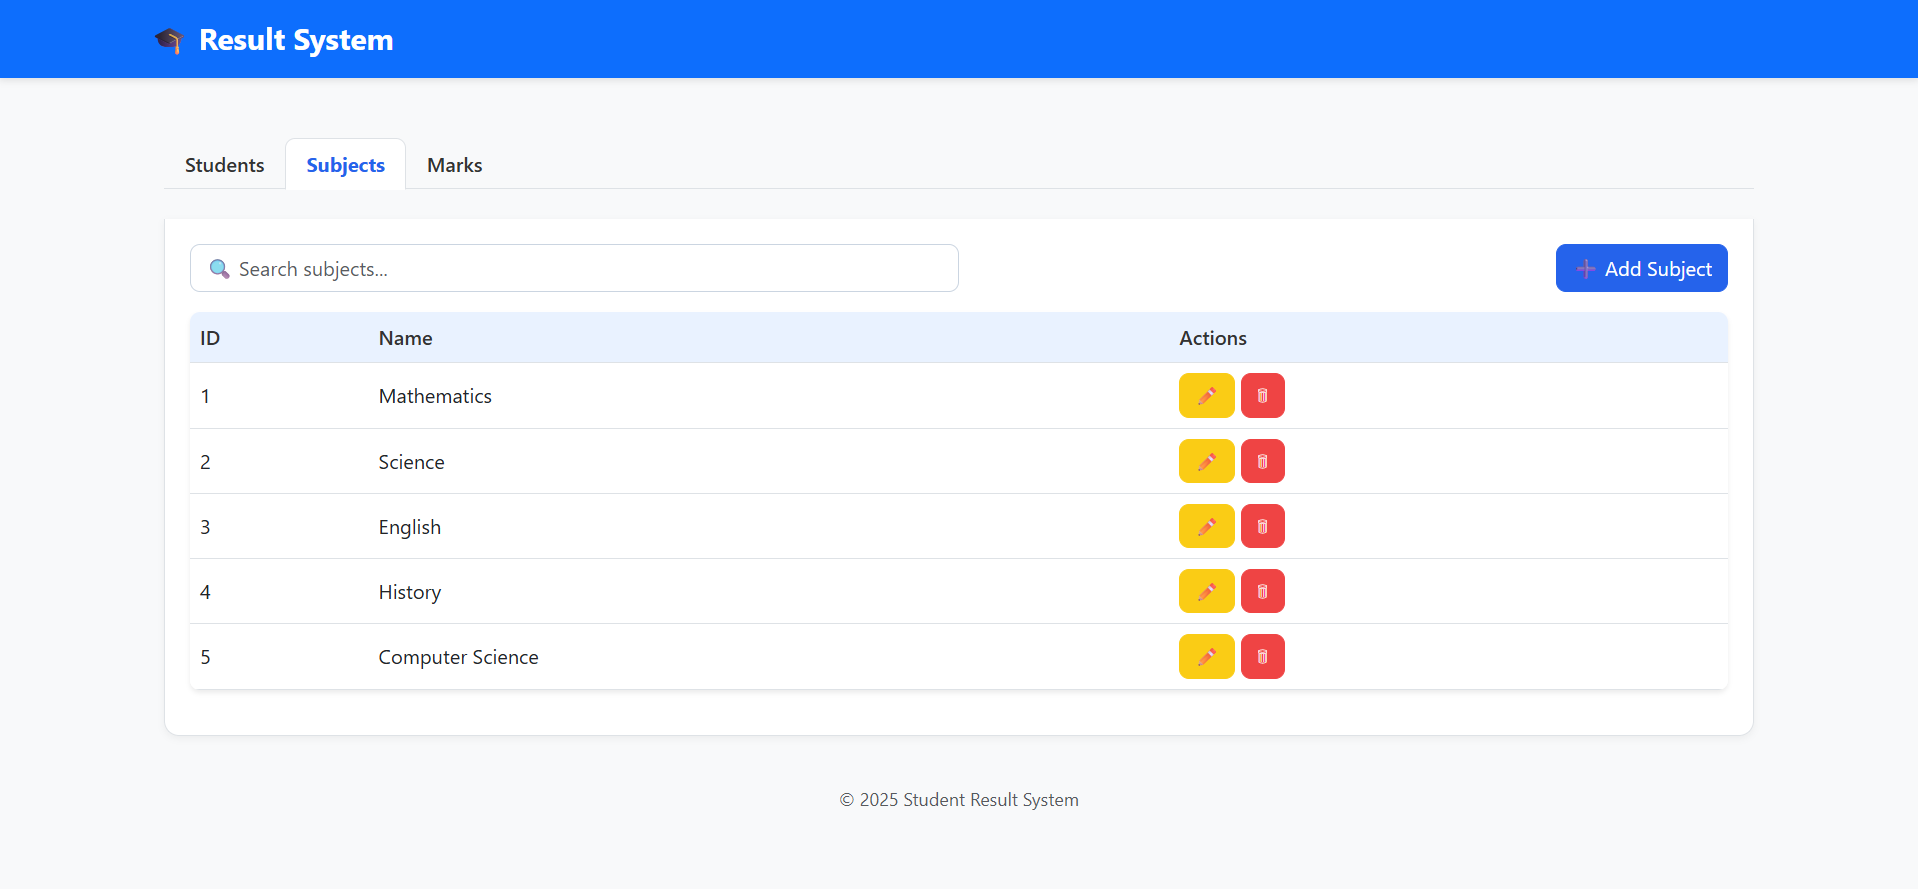 Result System
Students Subjects Marks
Search subjects...
Add Subject
ID Name Actions
1 Mathematics
2 Science
3 English
4 History
5 Computer Science
© 2025 Student Result System